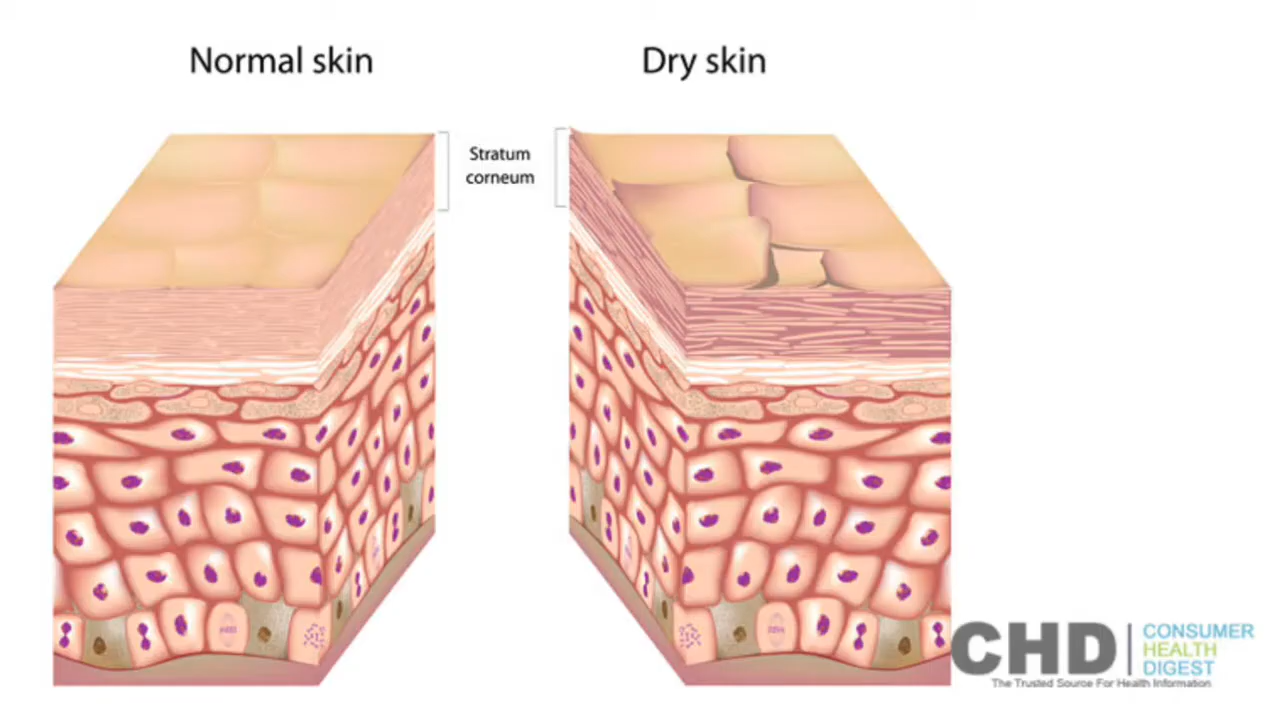 Normal skin
Dry skin
Stratum
corneum
CHD
CONSUMER
HEALTH
DIGEST
The Trusted Source For Health Information